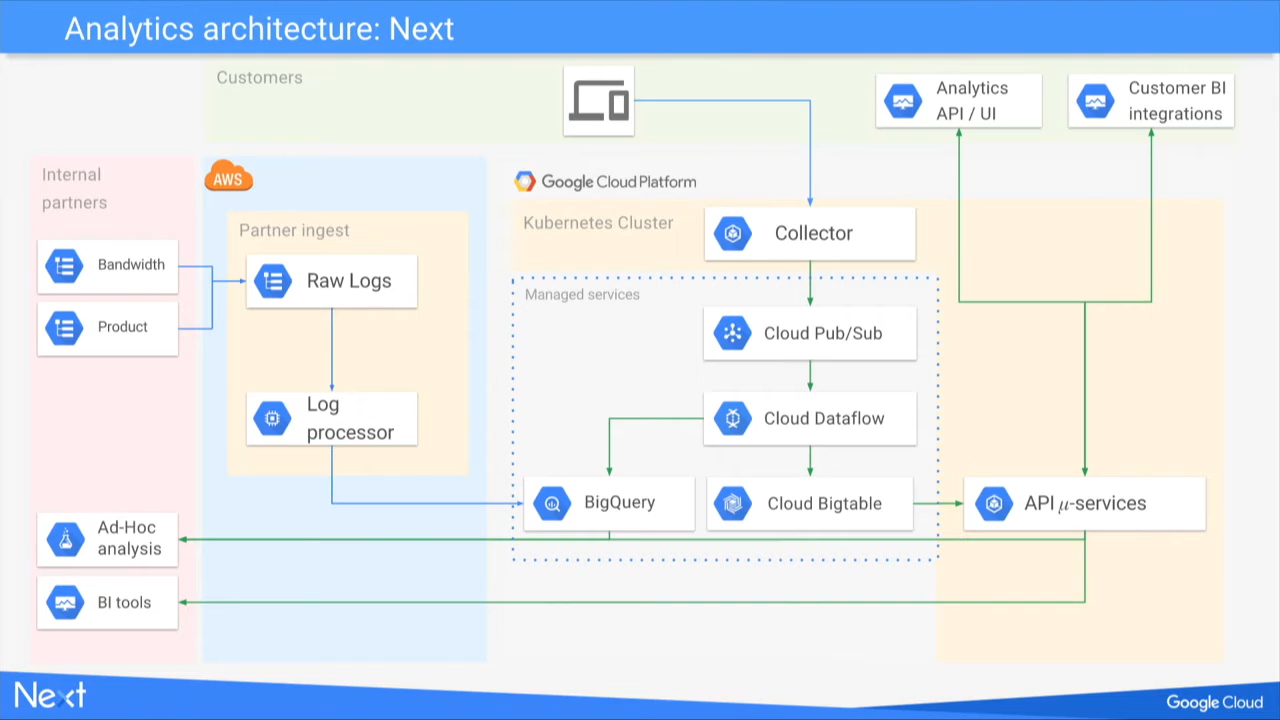 Analytics architecture: Next
Customers
Analytics
API / UI
Customer BI
integrations
Internal
partners
AWS
Google Cloud Platform
Partner ingest
Kubernetes Cluster
Collector
Bandwidth
Raw Logs
Managed services
Product
Cloud Pub/Sub
Log
processor
Cloud Dataflow
BigQuery
Cloud Bigtable
API μ-services
Ad-Hoc
analysis
BI tools
Next
Google Cloud